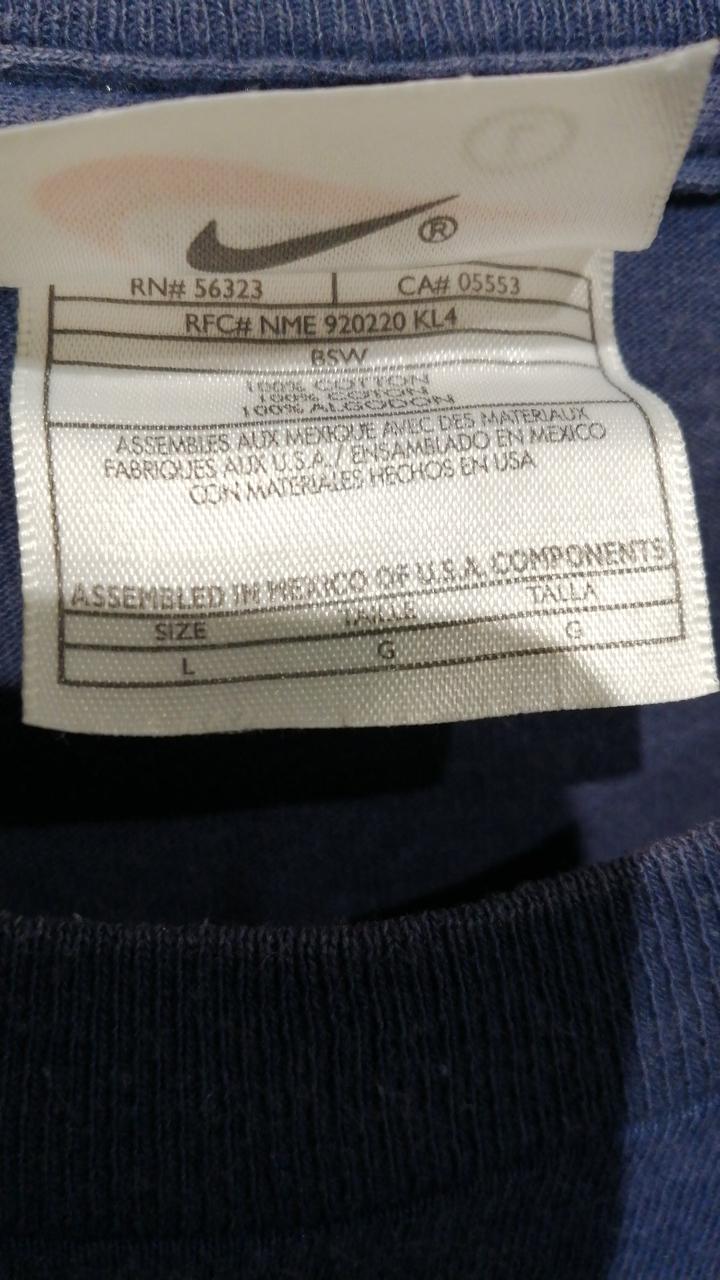 ®
RN# 56323 CA# 05553
RFC# NME 920220 KL4
BSW
100% COTTON
100% COTON
100% ALGODON
ASSEMBLES AUX MEXIQUE AVEC DES MATERIAUX
FABRIQUES AUX U.S.A./ ENSAMBLADO EN MEXICO
CON MATERIALES HECHOS EN USA
ASSEMBLED IN MEXICO OF U.S.A. COMPONENTS
SIZE TAILLE TALLA
L G G